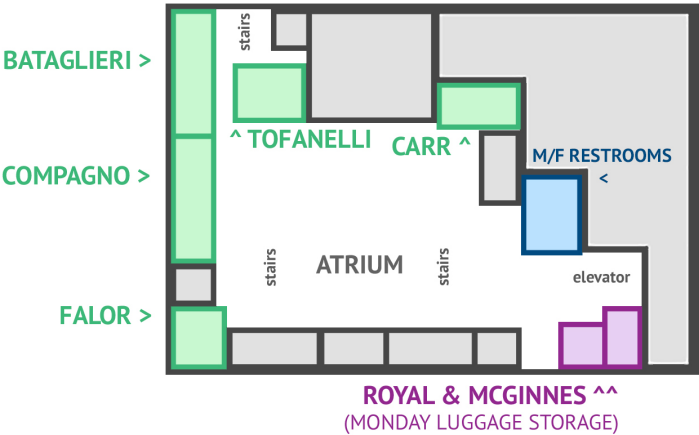 stairs
BATAGLIERI >
^ TOFANELLI
CARR ^
M/F RESTROOMS
<
COMPAGNO >
stairs
ATRIUM
stairs
elevator
FALOR >
ROYAL & MCGINNES ^^
(MONDAY LUGGAGE STORAGE)